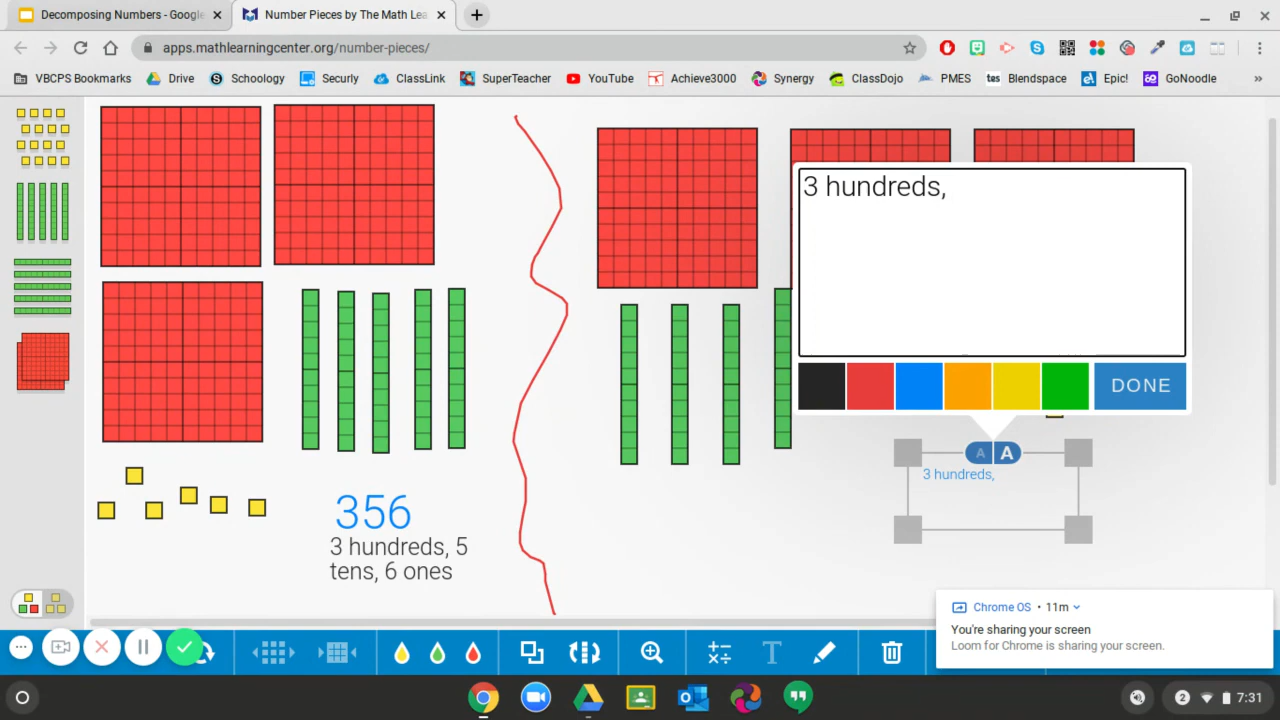 Decomposing Numbers - Google
Number Pieces by The Math Lea
apps.mathlearningcenter.org/number-pieces/
VBCPS Bookmarks
Drive
Schoology
Securly
ClassLink
SuperTeacher
YouTube
Achieve3000
Synergy
ClassDojo
PMES
tes Blendspace
Epic!
GoNoodle
»
3 hundreds,
DONE
A A
3 hundreds,
356
3 hundreds, 5
tens, 6 ones
Chrome OS • 11m
You're sharing your screen
Loom for Chrome is sharing your screen.
T
2
7:31